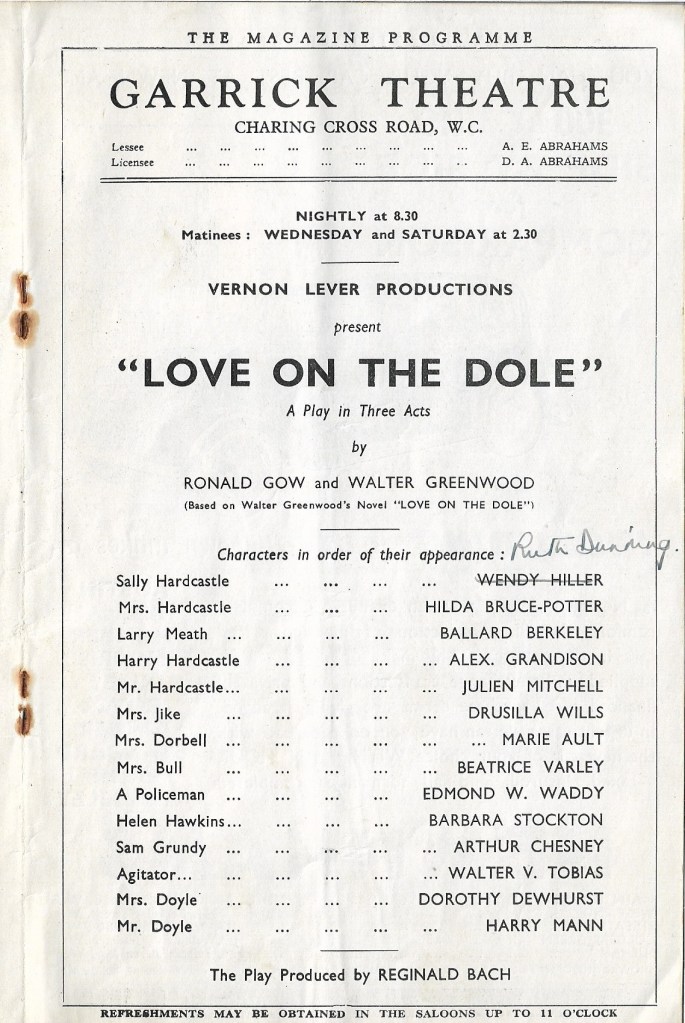 THE MAGAZINE PROGRAMME
GARRICK THEATRE
CHARING CROSS ROAD, W.C.
Lessee ... ... ... ... ... ... ... ... ... A. E. ABRAHAMS
Licensee ... ... ... ... ... ... ... ... .. D. A. ABRAHAMS
NIGHTLY at 8.30
Matinees : WEDNESDAY and SATURDAY at 2.30
VERNON LEVER PRODUCTIONS
present
“LOVE ON THE DOLE”
A Play in Three Acts
by
RONALD GOW and WALTER GREENWOOD
(Based on Walter Greenwood's Novel "LOVE ON THE DOLE")
Characters in order of their appearance : Ruth Dunning.
Sally Hardcastle ... ... ... ... WENDY HILLER
Mrs. Hardcastle ... ... ... HILDA BRUCE-POTTER
Larry Meath ... ... ... ... BALLARD BERKELEY
Harry Hardcastle ... ... ... ... ALEX. GRANDISON
Mr. Hardcastle... ... ... ... ... JULIEN MITCHELL
Mrs. Jike ... ... ... ... ... DRUSILLA WILLS
Mrs. Dorbell ... ... ... ... ... ... MARIE AULT
Mrs. Bull ... ... ... ... ... BEATRICE VARLEY
A Policeman ... ... ... ... EDMOND W. WADDY
Helen Hawkins... ... ... ... BARBARA STOCKTON
Sam Grundy ... ... ... ... ... ARTHUR CHESNEY
Agitator... ... ... ... ... WALTER V. TOBIAS
Mrs. Doyle ... ... ... ... DOROTHY DEWHURST
Mr. Doyle ... ... ... ... ... HARRY MANN
The Play Produced by REGINALD BACH
REFRESHMENTS MAY BE OBTAINED IN THE SALOONS UP TO 11 O'CLOCK